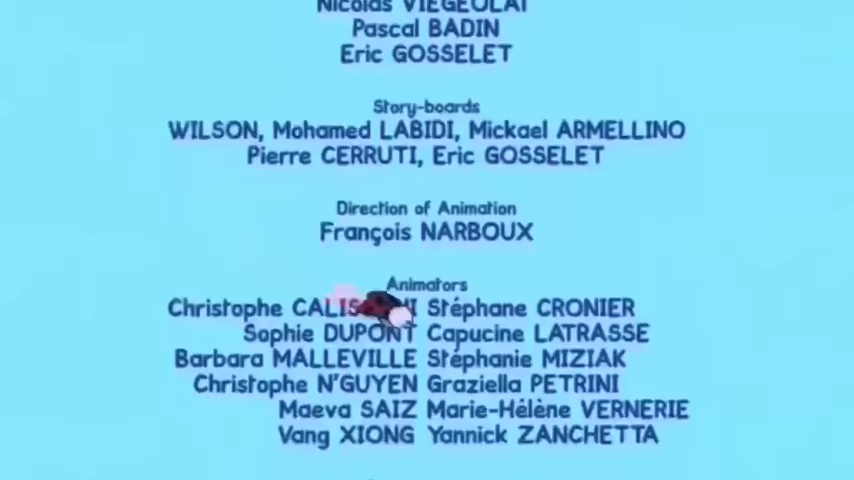 Nicolas VIEGEOLAT
Pascal BADIN
Eric GOSSELET
Story-boards
WILSON, Mohamed LABIDI, Mickael ARMELLINO
Pierre CERRUTI, Eric GOSSELET
Direction of Animation
François NARBOUX
Animators
Christophe Stéphane CRONIER
Sophie DUPONT Capucine LATRASSE
Barbara MALLEVILLE Stéphanie MIZIAK
Christophe N'GUYEN Graziella PETRINI
Maeva SAIZ Marie-Hélène VERNERIE
Vang XIONG Yannick ZANCHETTA